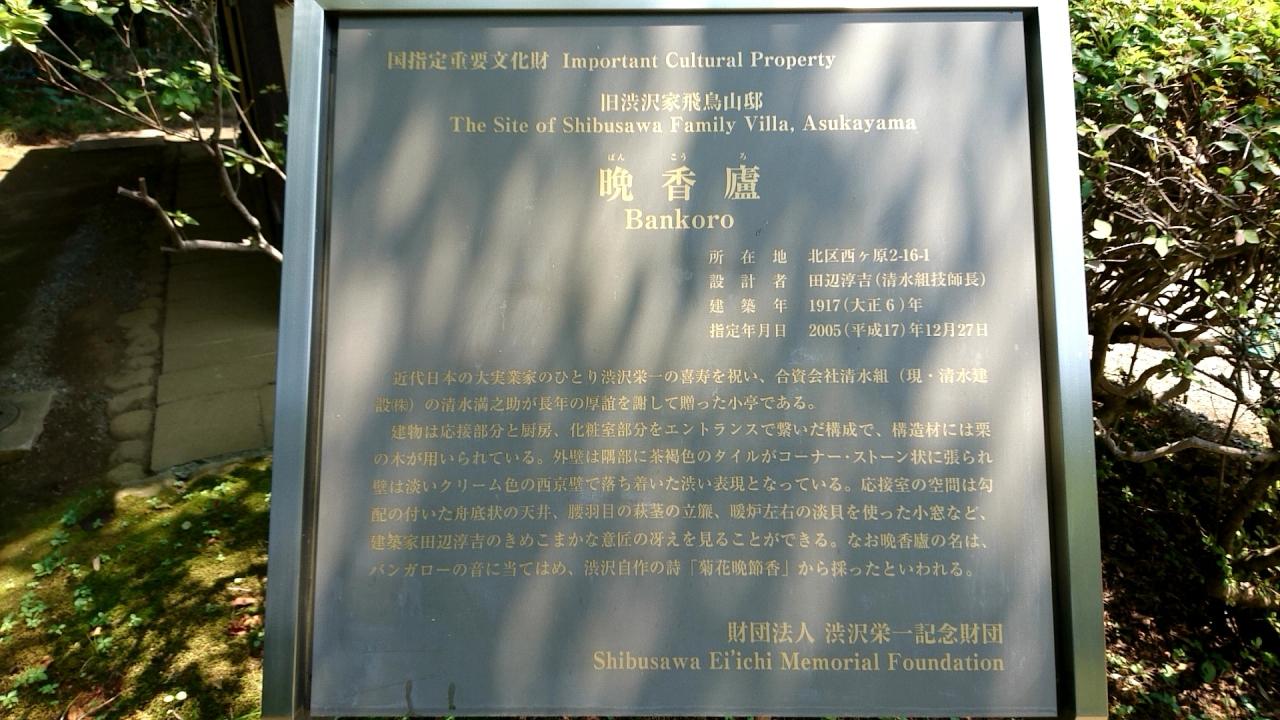 国指定重要文化財 Important Cultural Property
旧渋沢家飛鳥山邸
The Site of Shibusawa Family Villa, Asukayama
ばん こう ろ
晩 香 廬
Bankoro
所在地 北区西ヶ原2-16-1
設計者 田辺淳吉(清水組技師長)
建築年 1917(大正6)年
指定年月日 2005(平成17)年12月27日
近代日本の大実業家のひとり渋沢栄一の喜寿を祝い、合資会社清水組(現・清水建
設㈱)の清水満之助が長年の厚誼を謝して贈った小亭である。
建物は応接部分と厨房、化粧室部分をエントランスで繋いだ構成で、構造材には栗
の木が用いられている。外壁は隅部に茶褐色のタイルがコーナー・ストーン状に張られ
壁は淡いクリーム色の西京壁で落ち着いた渋い表現となっている。応接室の空間は勾
配の付いた舟底状の天井、腰羽目の萩茎の立簾、暖炉左右の淡貝を使った小窓など、
建築家田辺淳吉のきめこまかな意匠の冴えを見ることができる。なお晩香廬の名は、
バンガローの音に当てはめ、渋沢自作の詩「菊花晩節香」から採ったといわれる。
財団法人 渋沢栄一記念財団
Shibusawa Ei'ichi Memorial Foundation